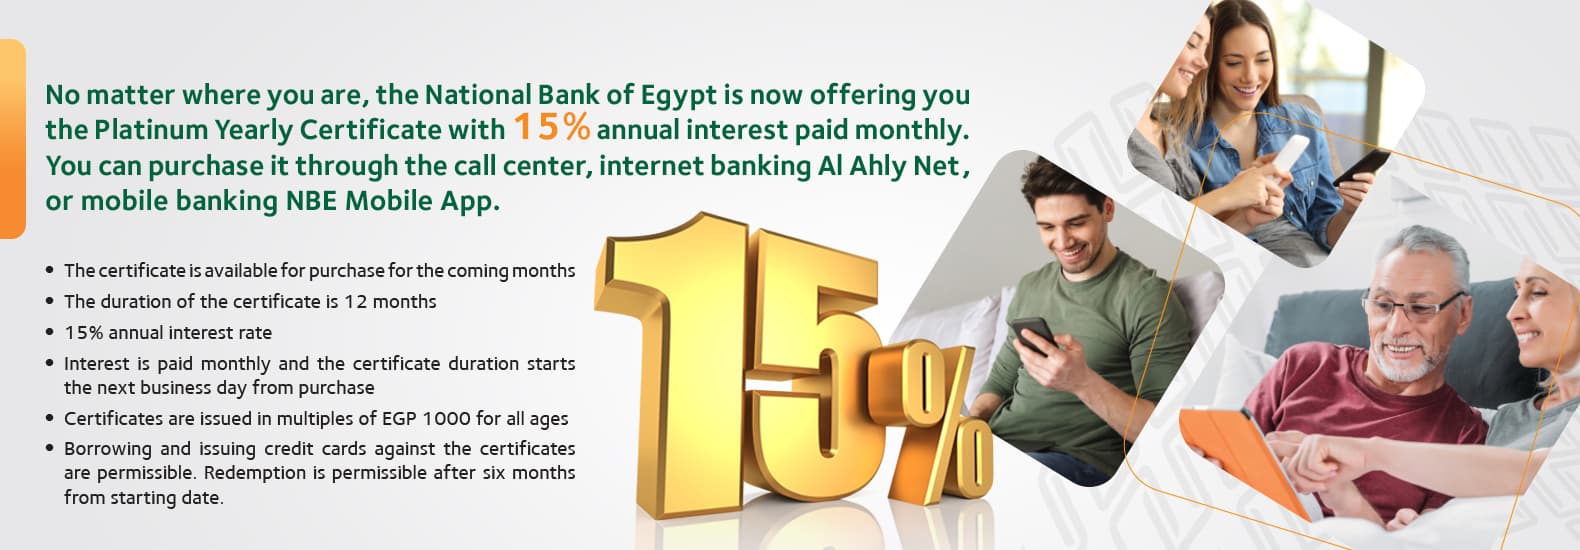 No matter where you are, the National Bank of Egypt is now offering you
the Platinum Yearly Certificate with 15% annual interest paid monthly.
You can purchase it through the call center, internet banking Al Ahly Net,
or mobile banking NBE Mobile App.
• The certificate is available for purchase for the coming months
• The duration of the certificate is 12 months
• 15% annual interest rate
• Interest is paid monthly and the certificate duration starts
the next business day from purchase
• Certificates are issued in multiples of EGP 1000 for all ages
• Borrowing and issuing credit cards against the certificates
are permissible. Redemption is permissible after six months
from starting date.
15%